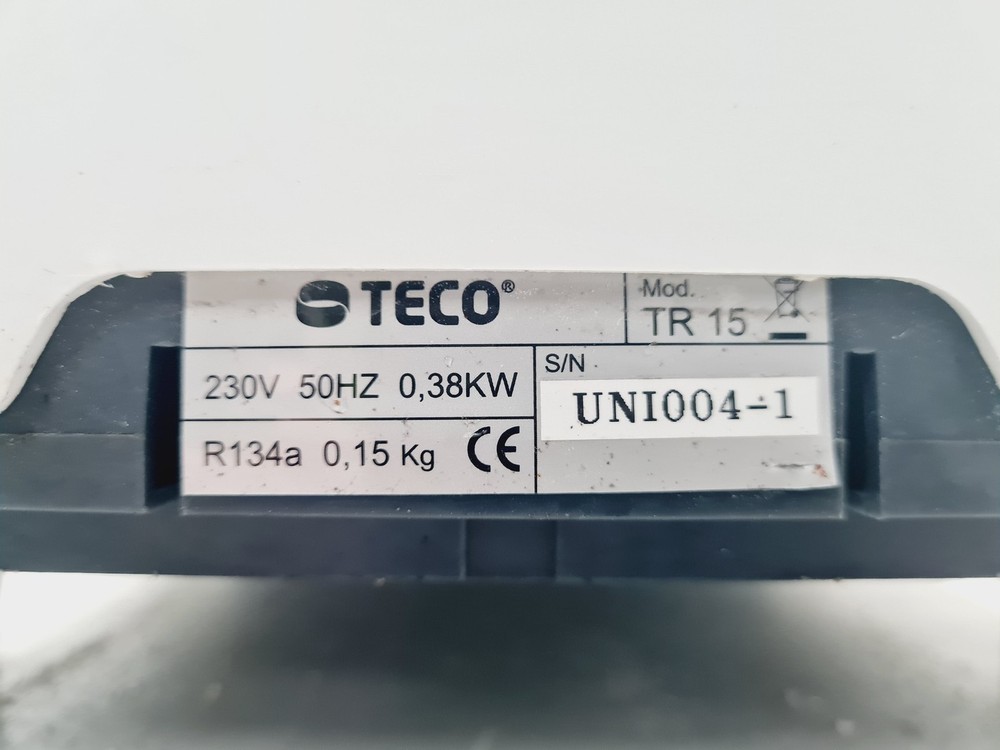 TECO®
Mod.
TR 15
230V 50HZ 0,38KW
S/N
UNI004-1
R134a 0,15 Kg CE